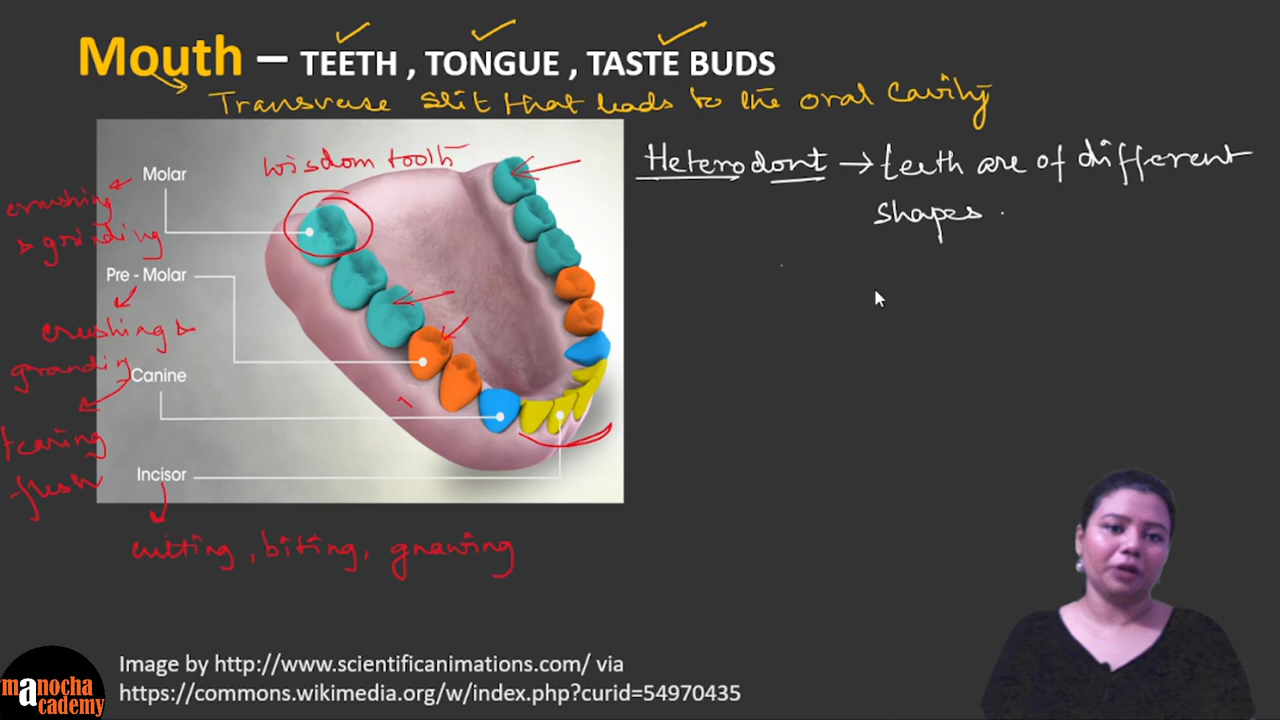 Mouth – TEETH , TONGUE , TASTE BUDS
Transverse slit that leads to the oral cavity
wisdom tooth
Heterodont → teeth are of different
shapes.
Molar
crushing
& grinding
Pre - Molar
crushing &
grandin
Canine
tearing
flesh
Incisor
cutting, biting, gnawing
Image by http://www.scientificanimations.com/ via
https://commons.wikimedia.org/w/index.php?curid=54970435
manocha
academy